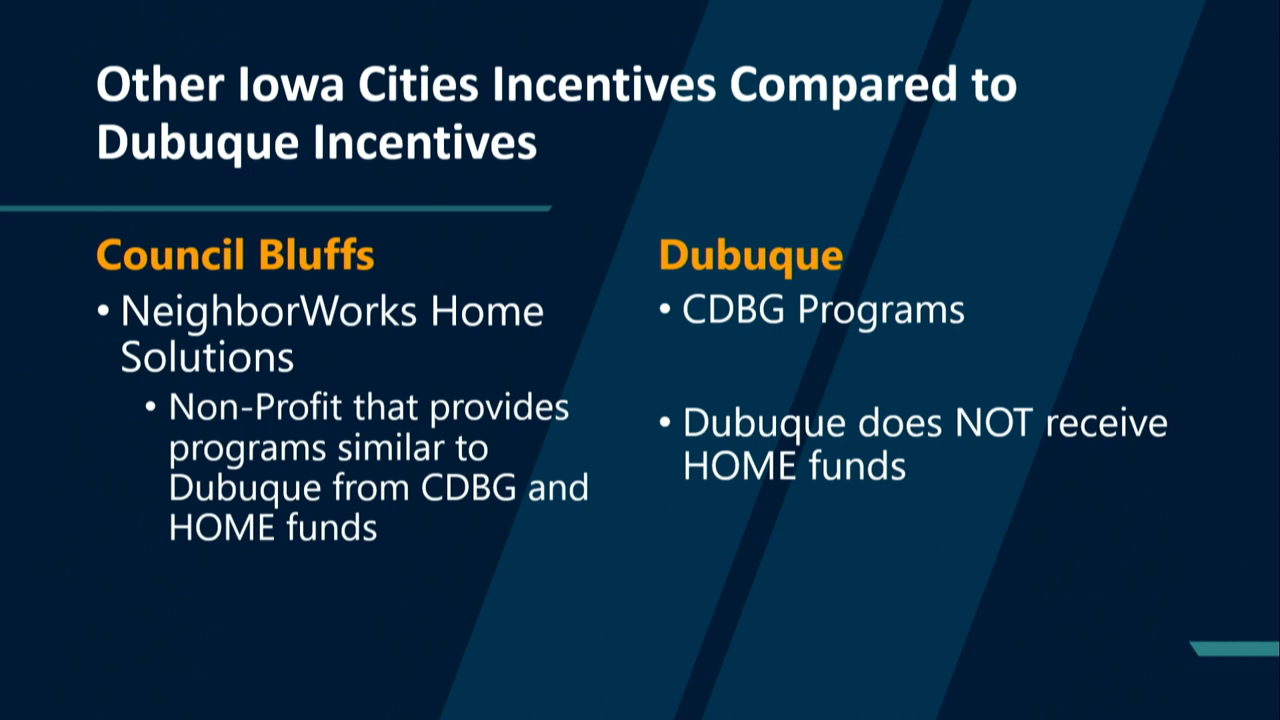 Other Iowa Cities Incentives Compared to
Dubuque Incentives
Council Bluffs
• NeighborWorks Home
Solutions
• Non-Profit that provides
programs similar to
Dubuque from CDBG and
HOME funds
Dubuque
• CDBG Programs
• Dubuque does NOT receive
HOME funds